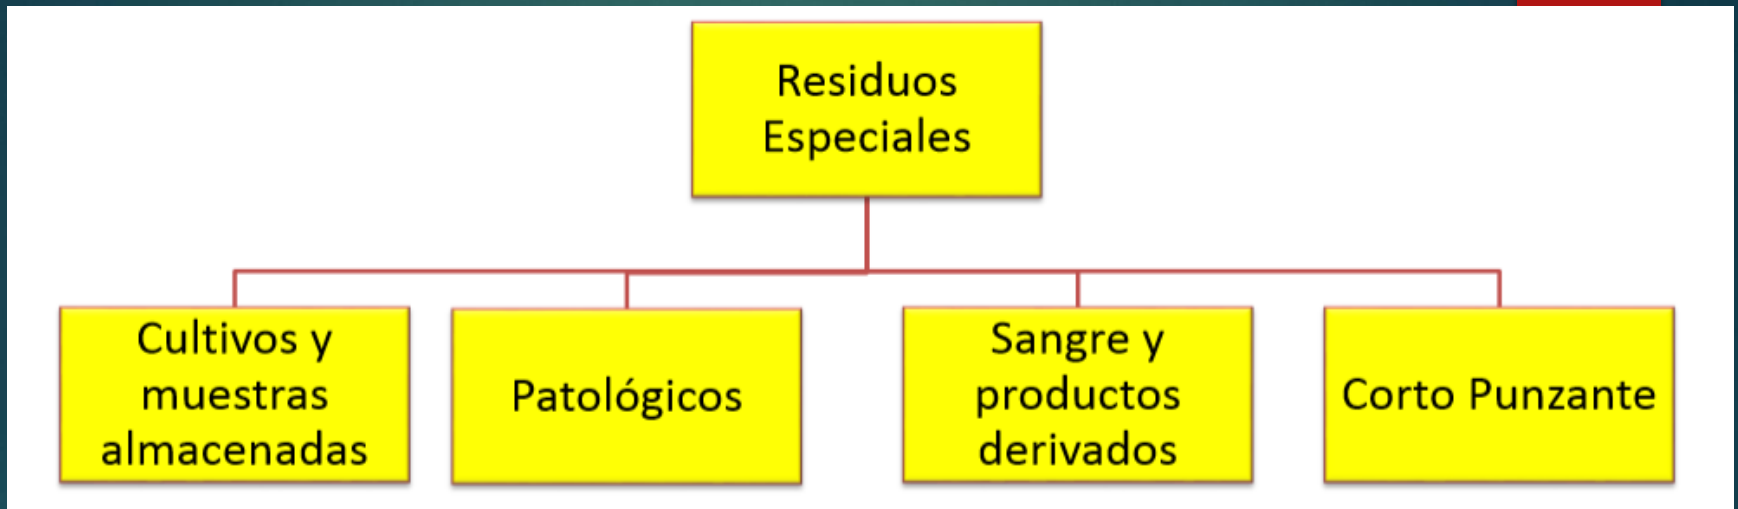 Residuos
Especiales
Cultivos y
muestras
almacenadas
Patológicos
Sangre y
productos
derivados
Corto Punzante